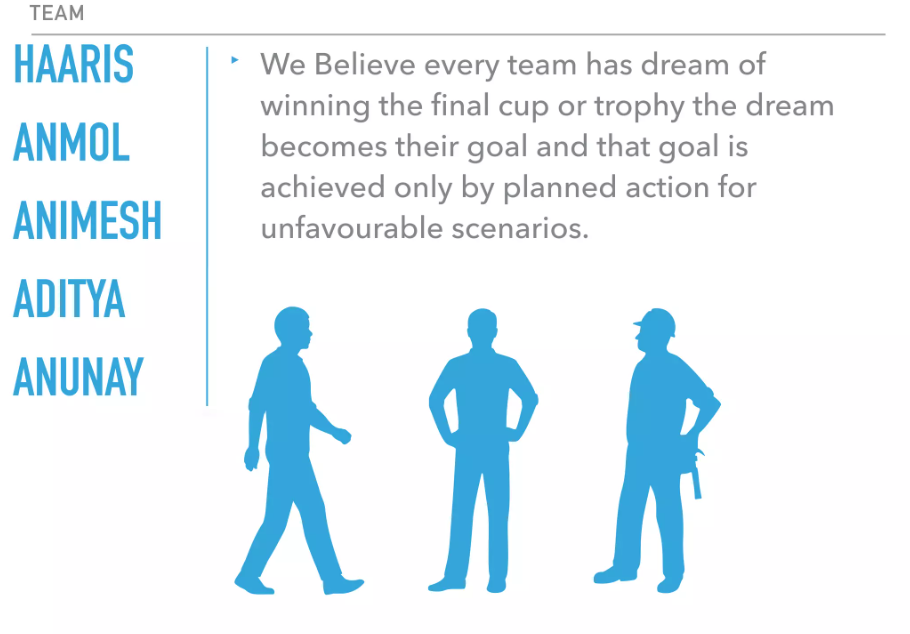 TEAM
HAARIS
ANMOL
ANIMESH
ADITYA
ANUNAY
We Believe every team has dream of
winning the final cup or trophy the dream
becomes their goal and that goal is
achieved only by planned action for
unfavourable scenarios.